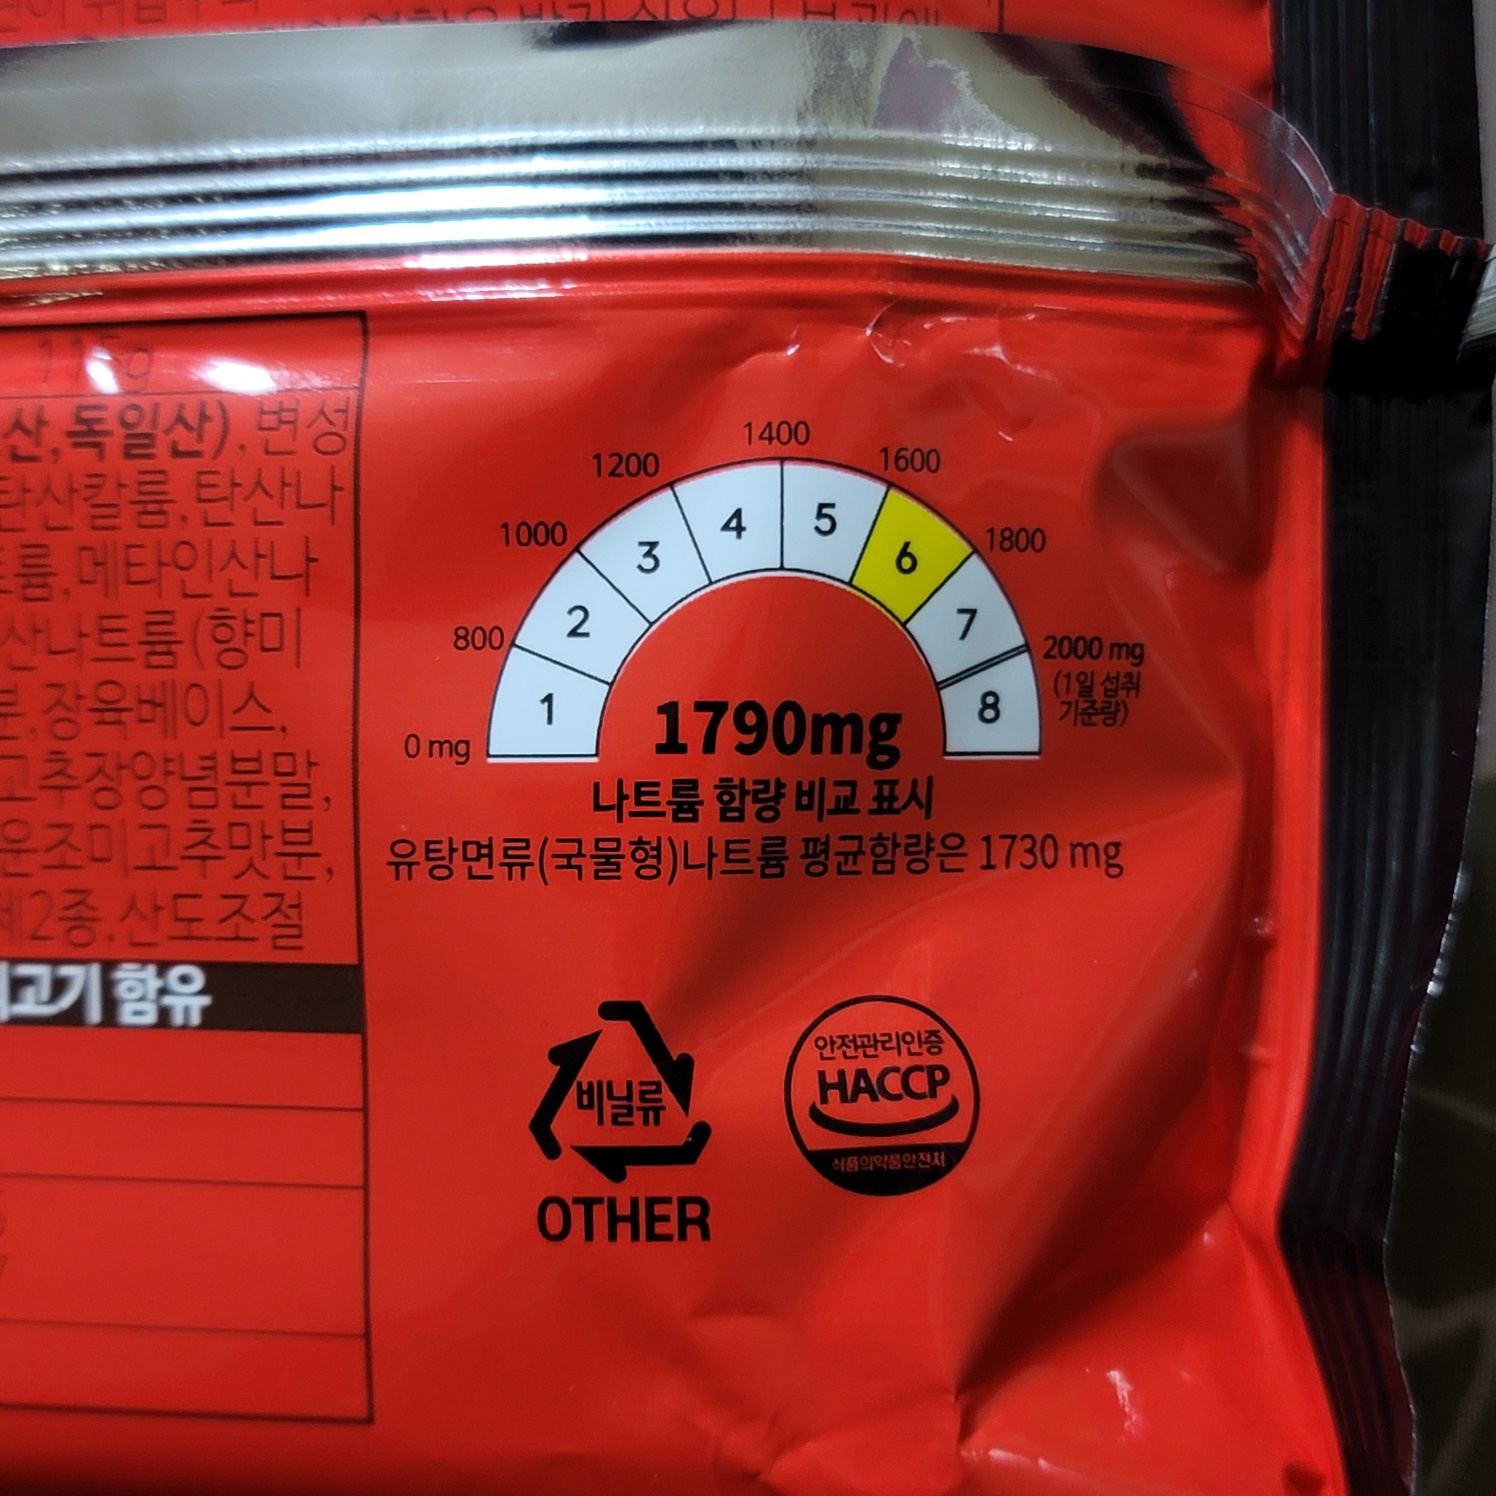 115g
산,독일산),변성
탄산칼륨,탄산나
트륨,메타인산나
산나트륨(향미
분,장육베이스,
고추장양념분말,
운조미고추맛분,
제2종,산도조절
고기 함유
1400
1200
1600
1000
1800
800
2000 mg
(1일 섭취
기준량)
0 mg
1
2
3
4
5
6
7
8
1790mg
나트륨 함량 비교 표시
유탕면류(국물형)나트륨 평균함량은 1730 mg
비닐류
OTHER
안전관리인증
HACCP
식품의약품안전처